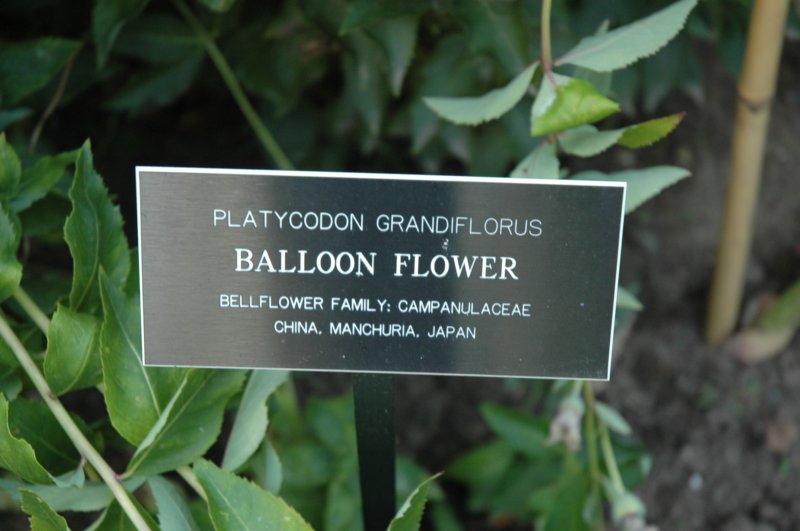 PLATYCODON GRANDIFLORUS
BALLOON FLOWER
BELLFLOWER FAMILY: CAMPANULACEAE
CHINA, MANCHURIA, JAPAN